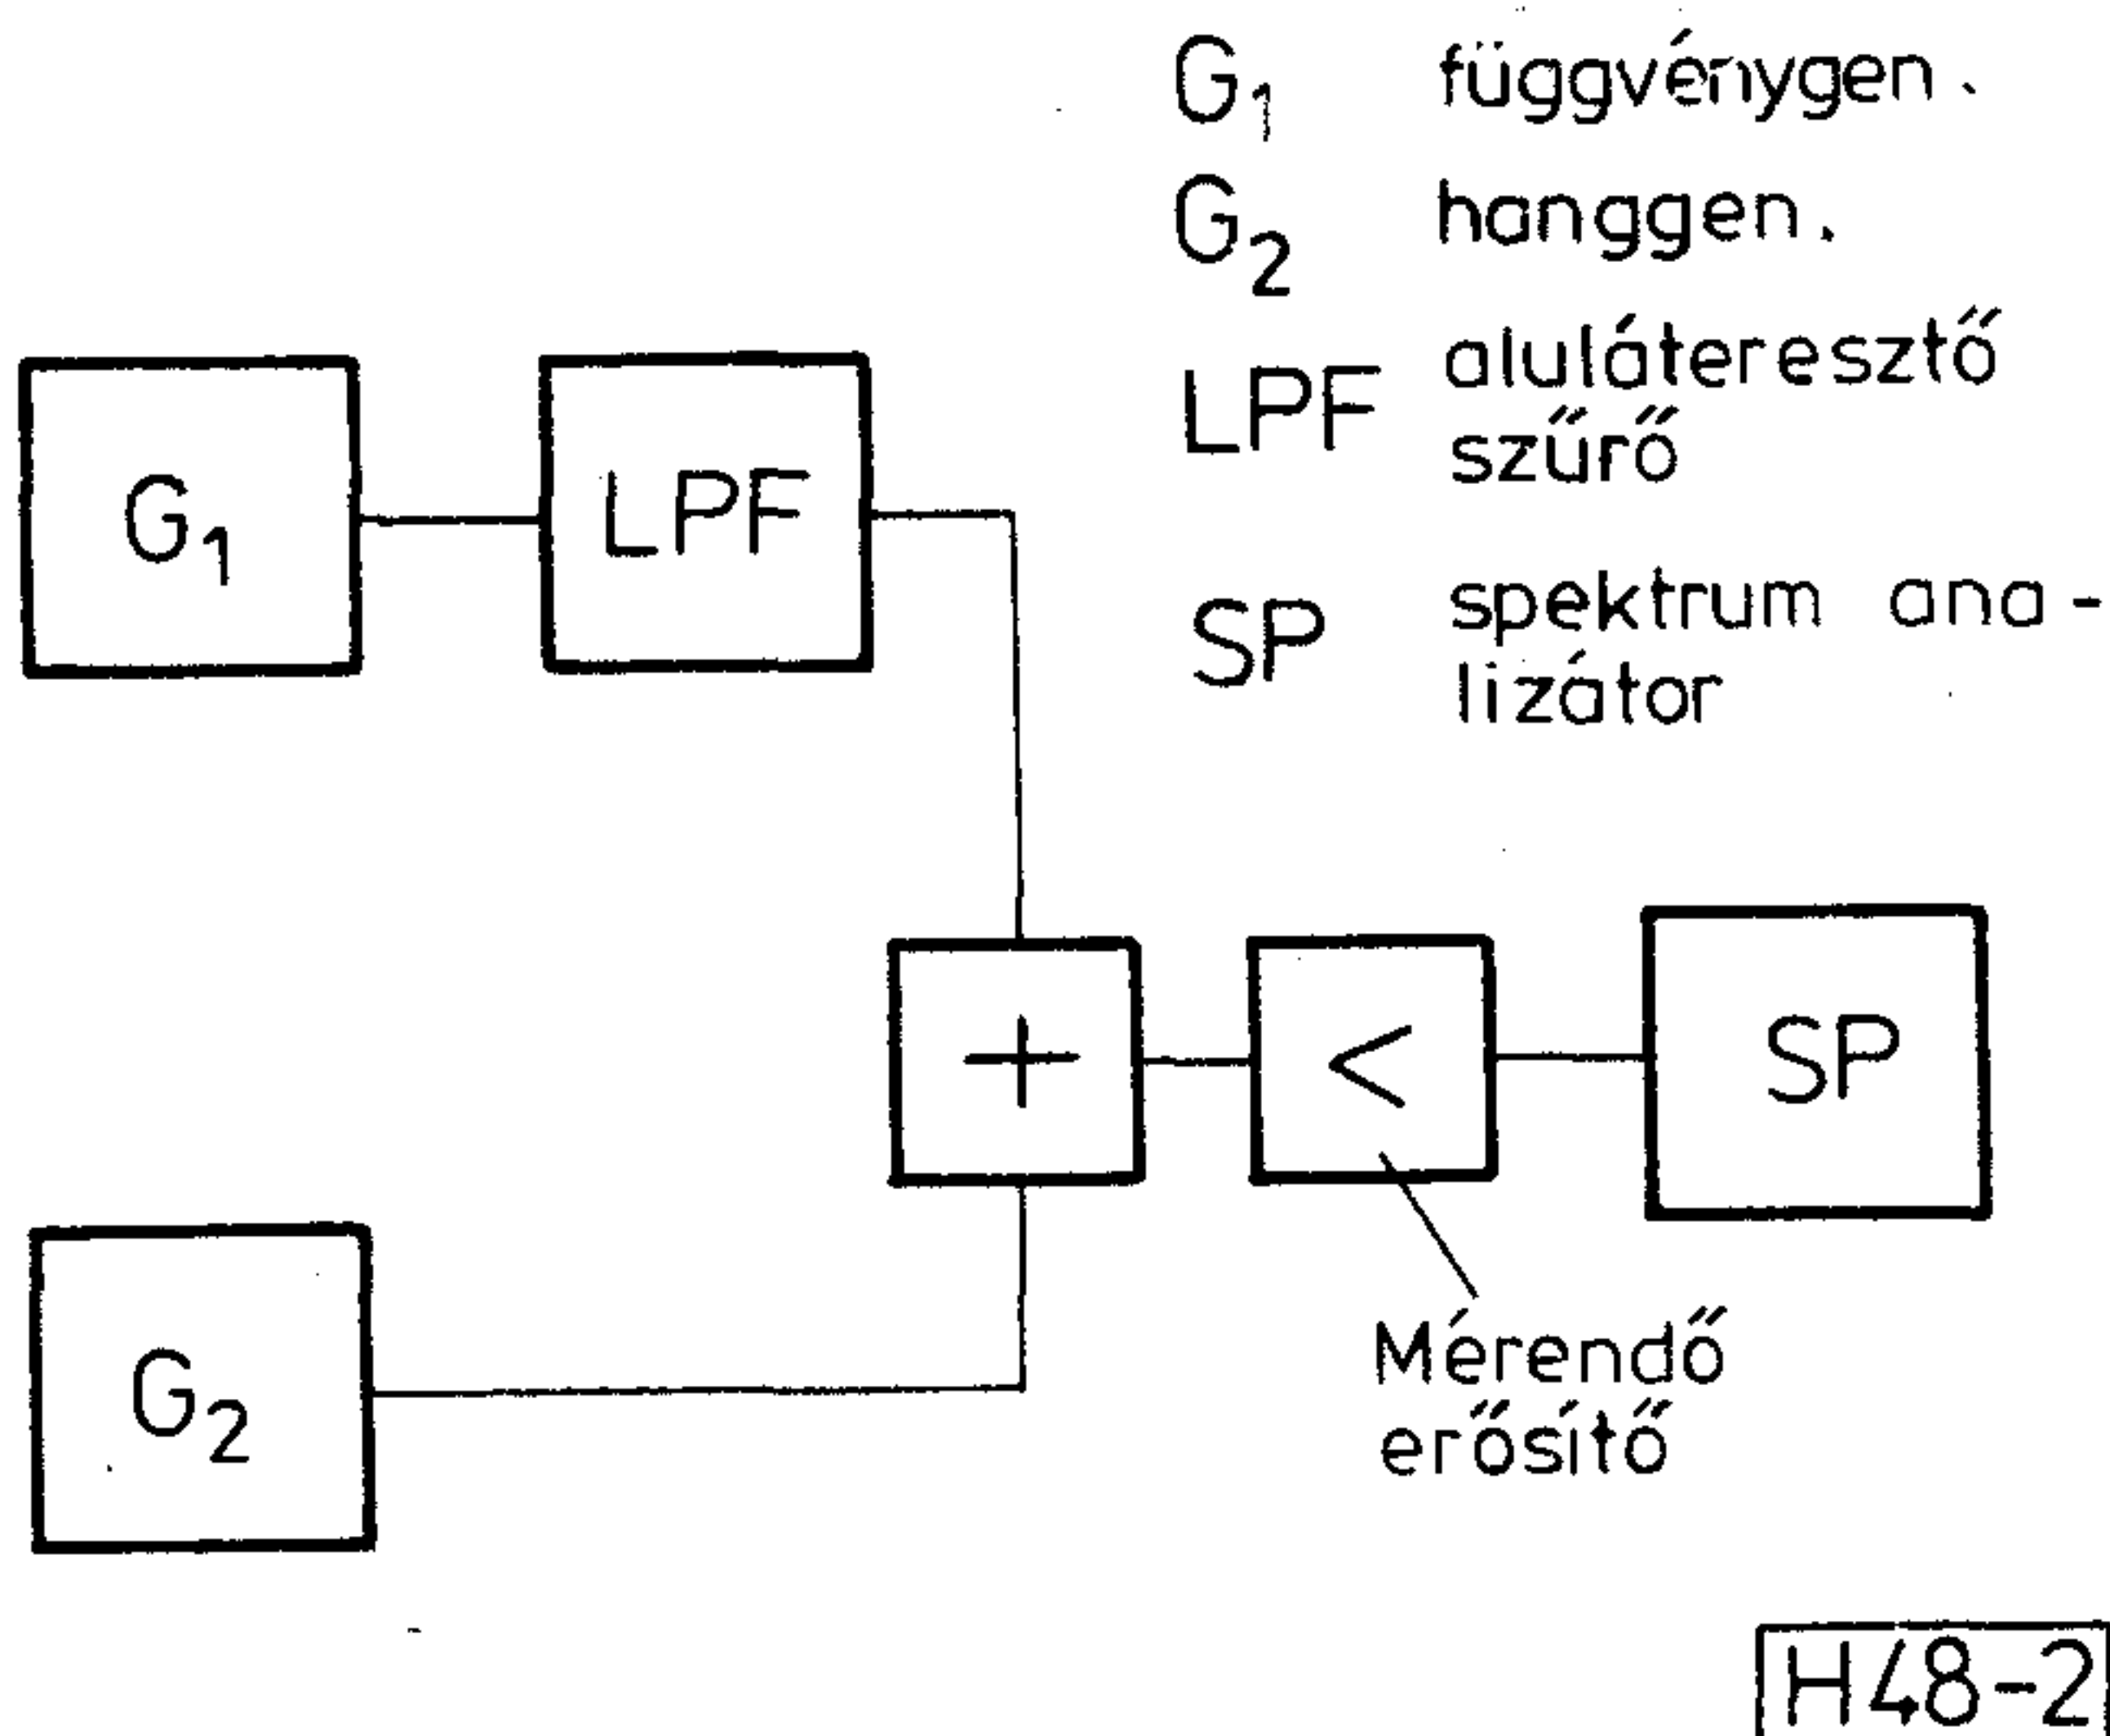 G1 függvénygen.
G2 hanggen.
LPF aluláteresztő
szűrő
SP spektrum ana-
lizátor
G1
LPF
+
<
SP
G2
Mérendő
erősítő
H48-2